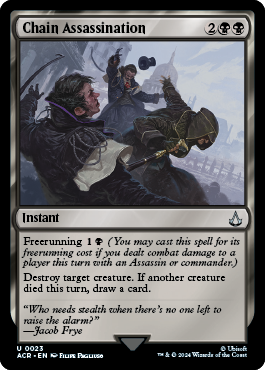 Chain Assassination 2
Instant
Freerunning 1 (You may cast this spell for its
freerunning cost if you dealt combat damage to a
player this turn with an Assassin or commander.)
Destroy target creature. If another creature
died this turn, draw a card.
“Who needs stealth when there’s no one left to
raise the alarm?”
—Jacob Frye
U 0023
ACR • EN Filipe Pagliuso
© Ubisoft
™ & © 2024 Wizards of the Coast